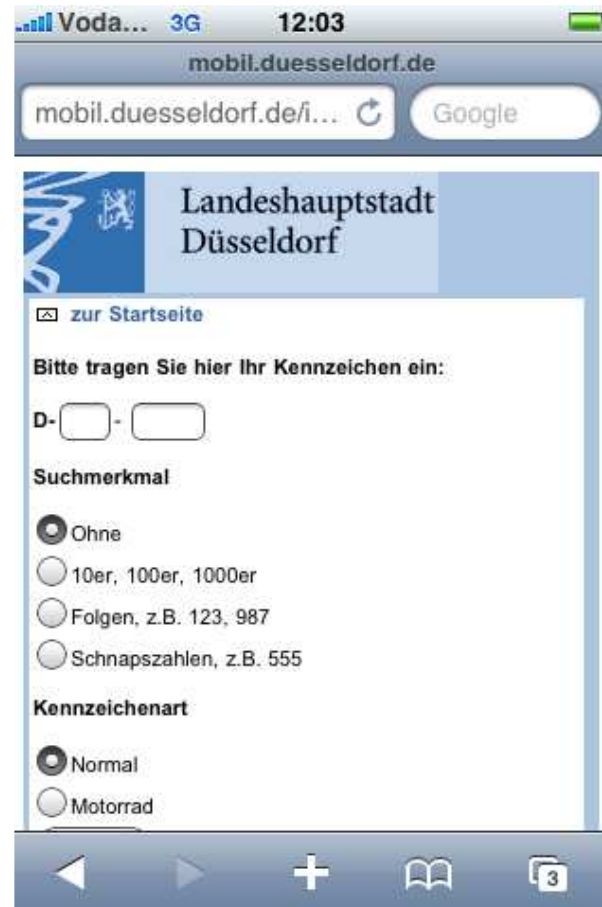 Voda... 3G 12:03
mobil.duesseldorf.de
mobil.duesseldorf.de/i... Google
Landeshauptstadt
Düsseldorf
zur Startseite
Bitte tragen Sie hier Ihr Kennzeichen ein:
D- -
Suchmerkmal
Ohne
10er, 100er, 1000er
Folgen, z.B. 123, 987
Schnapszahlen, z.B. 555
Kennzeichenart
Normal
Motorrad
3